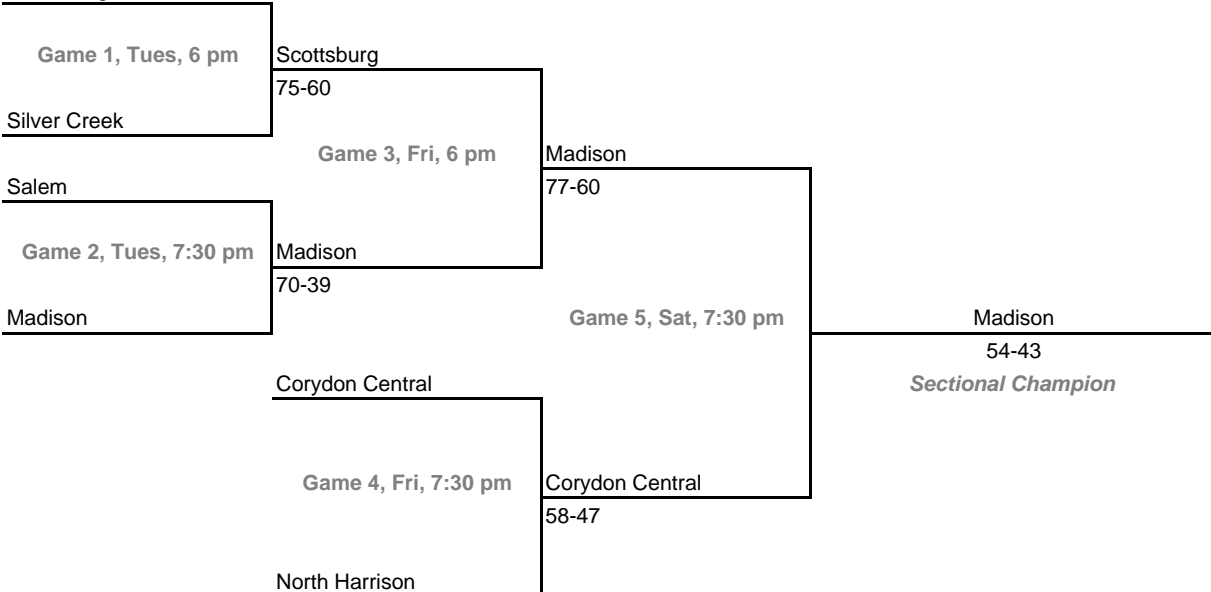 Game 1, Tues, 6 pm
Scottsburg
75-60
Silver Creek
Game 3, Fri, 6 pm
Madison
77-60
Salem
Game 2, Tues, 7:30 pm
Madison
70-39
Madison
Game 5, Sat, 7:30 pm
Madison
54-43
Sectional Champion
Corydon Central
Game 4, Fri, 7:30 pm
Corydon Central
58-47
North Harrison